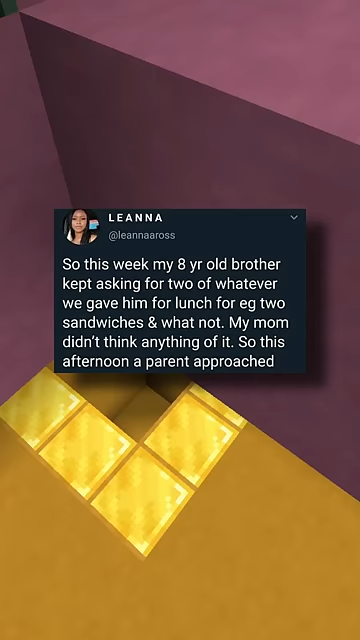 LEANNA
@leannaaross
So this week my 8 yr old brother
kept asking for two of whatever
we gave him for lunch for eg two
sandwiches & what not. My mom
didn't think anything of it. So this
afternoon a parent approached